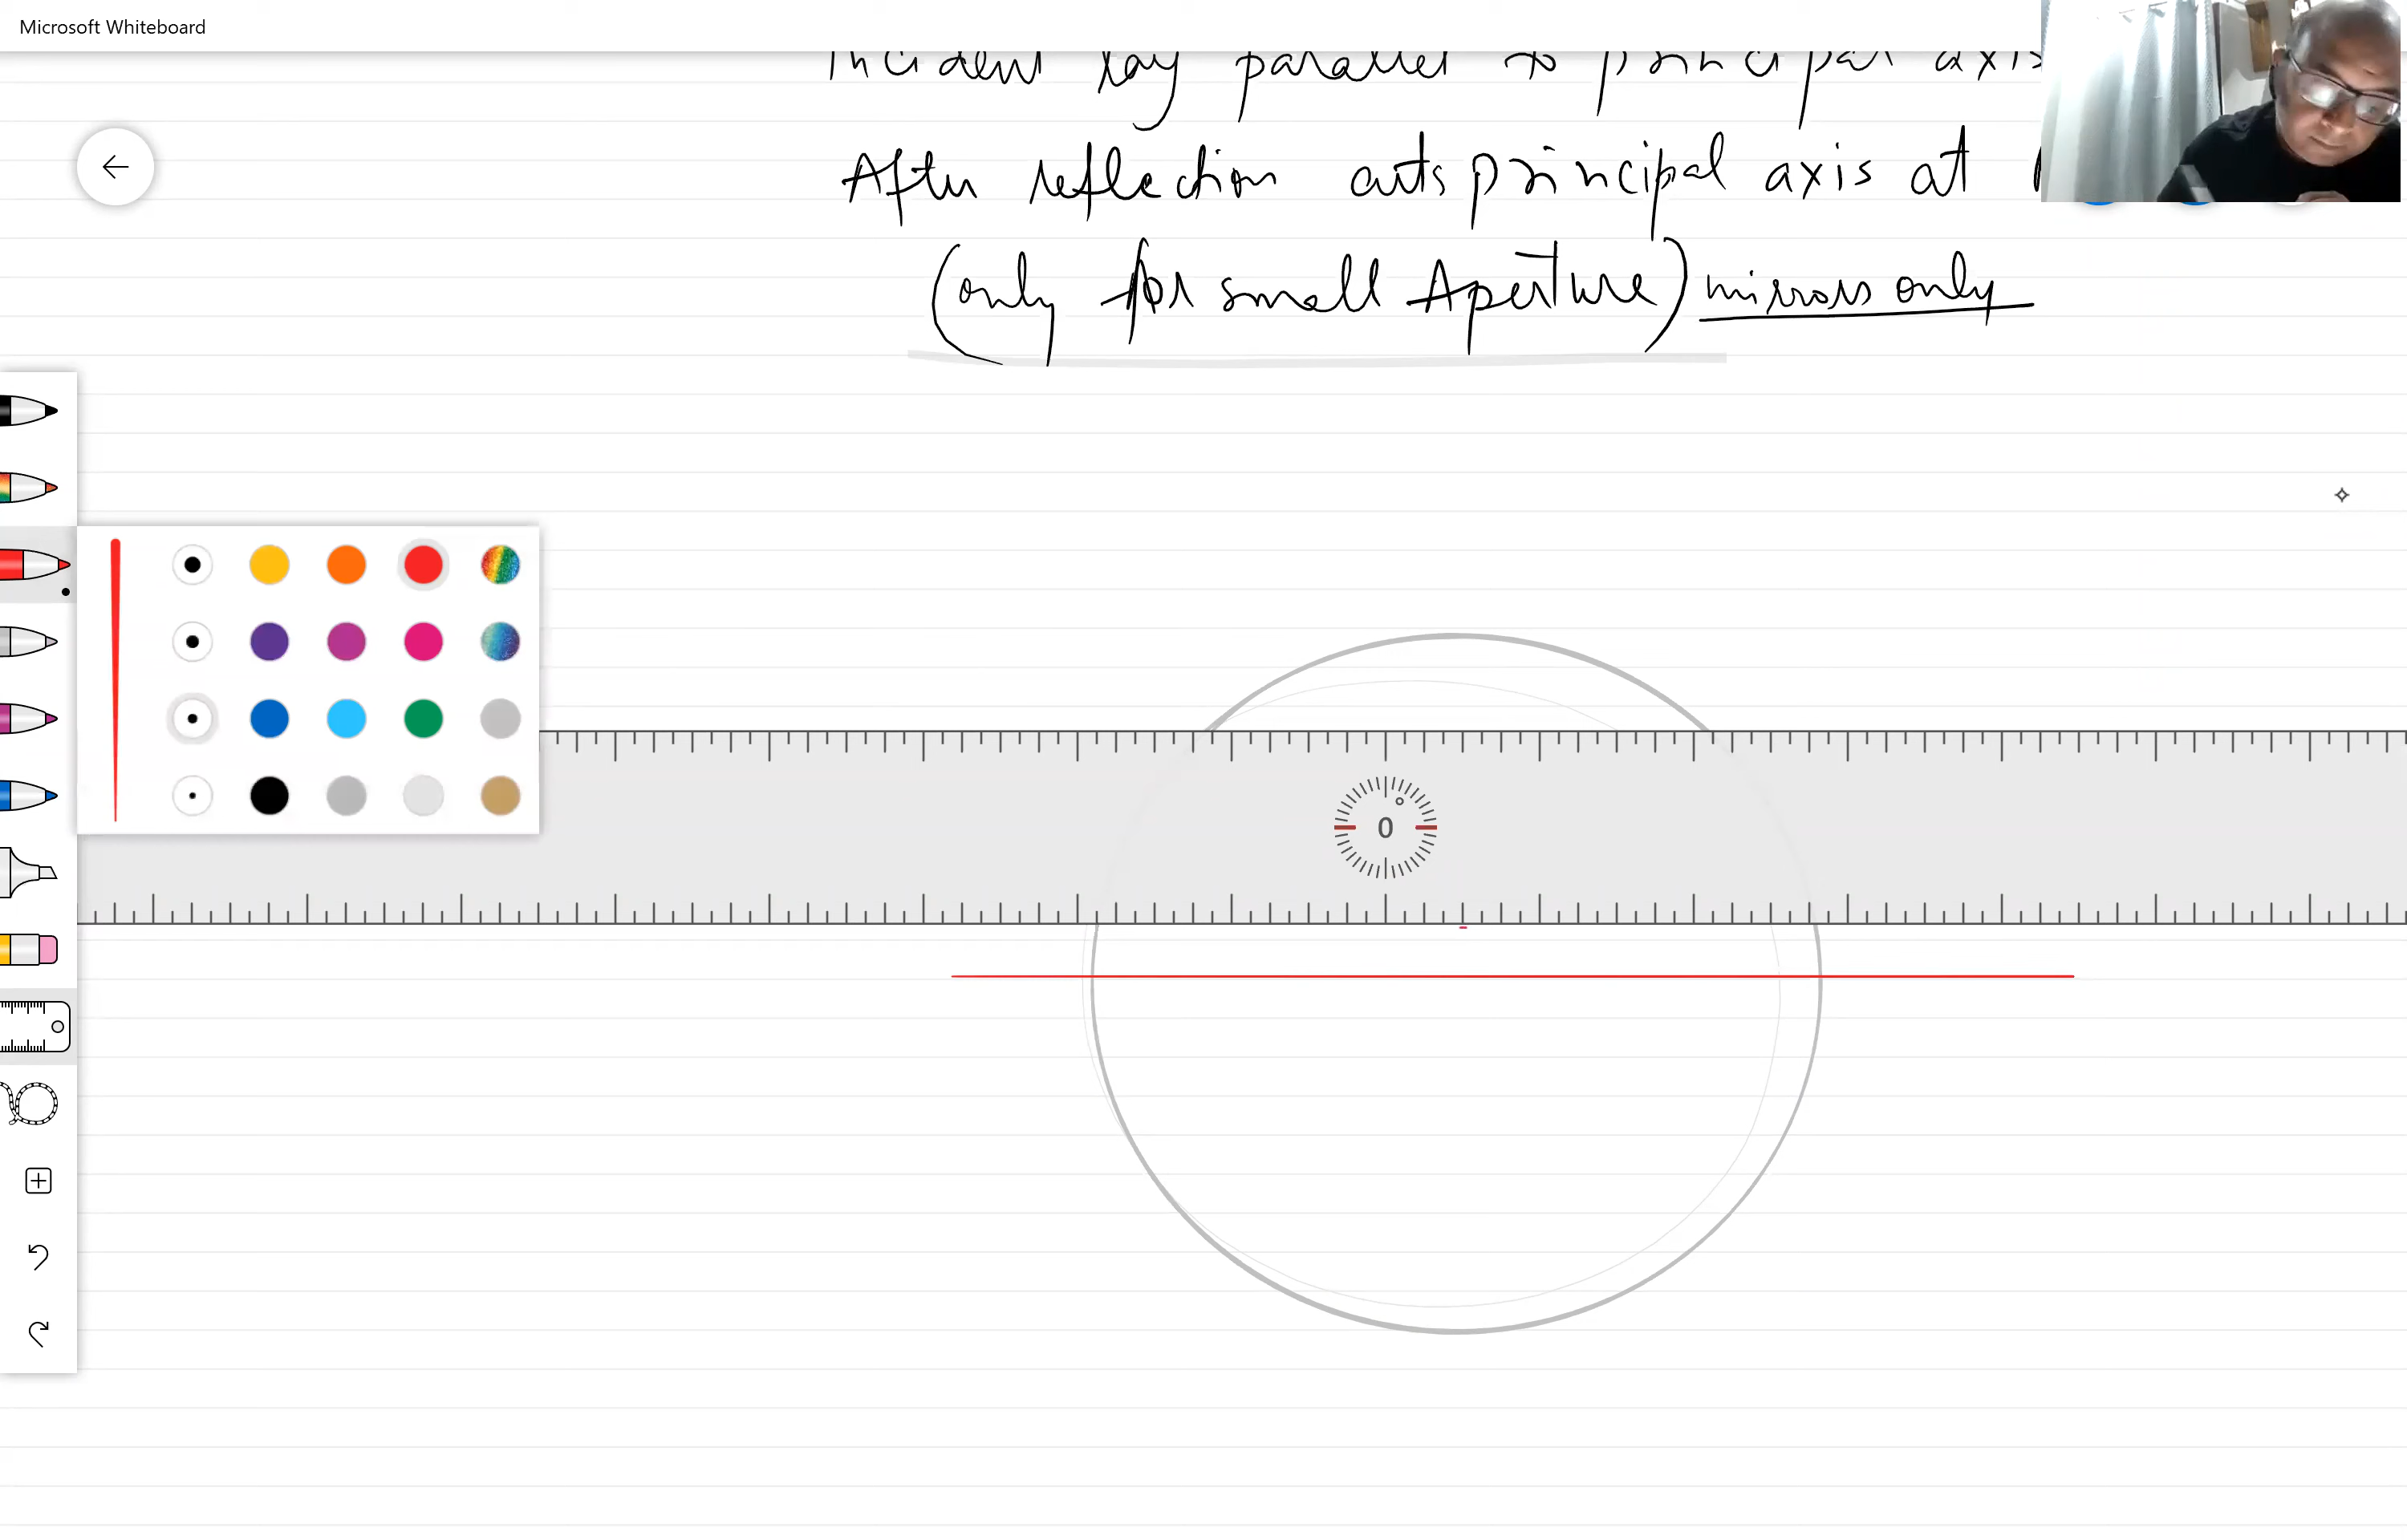 Microsoft Whiteboard
Incident ray parallel to principal axis
After reflection cuts principal axis at
(only for small Aperture) mirrors only
0°